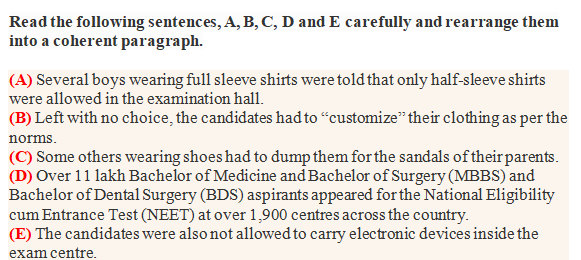 Read the following sentences, A, B, C, D and E carefully and rearrange them
into a coherent paragraph.
(A) Several boys wearing full sleeve shirts were told that only half-sleeve shirts
were allowed in the examination hall.
(B) Left with no choice, the candidates had to “customize” their clothing as per the
norms.
(C) Some others wearing shoes had to dump them for the sandals of their parents.
(D) Over 11 lakh Bachelor of Medicine and Bachelor of Surgery (MBBS) and
Bachelor of Dental Surgery (BDS) aspirants appeared for the National Eligibility
cum Entrance Test (NEET) at over 1,900 centres across the country.
(E) The candidates were also not allowed to carry electronic devices inside the
exam centre.